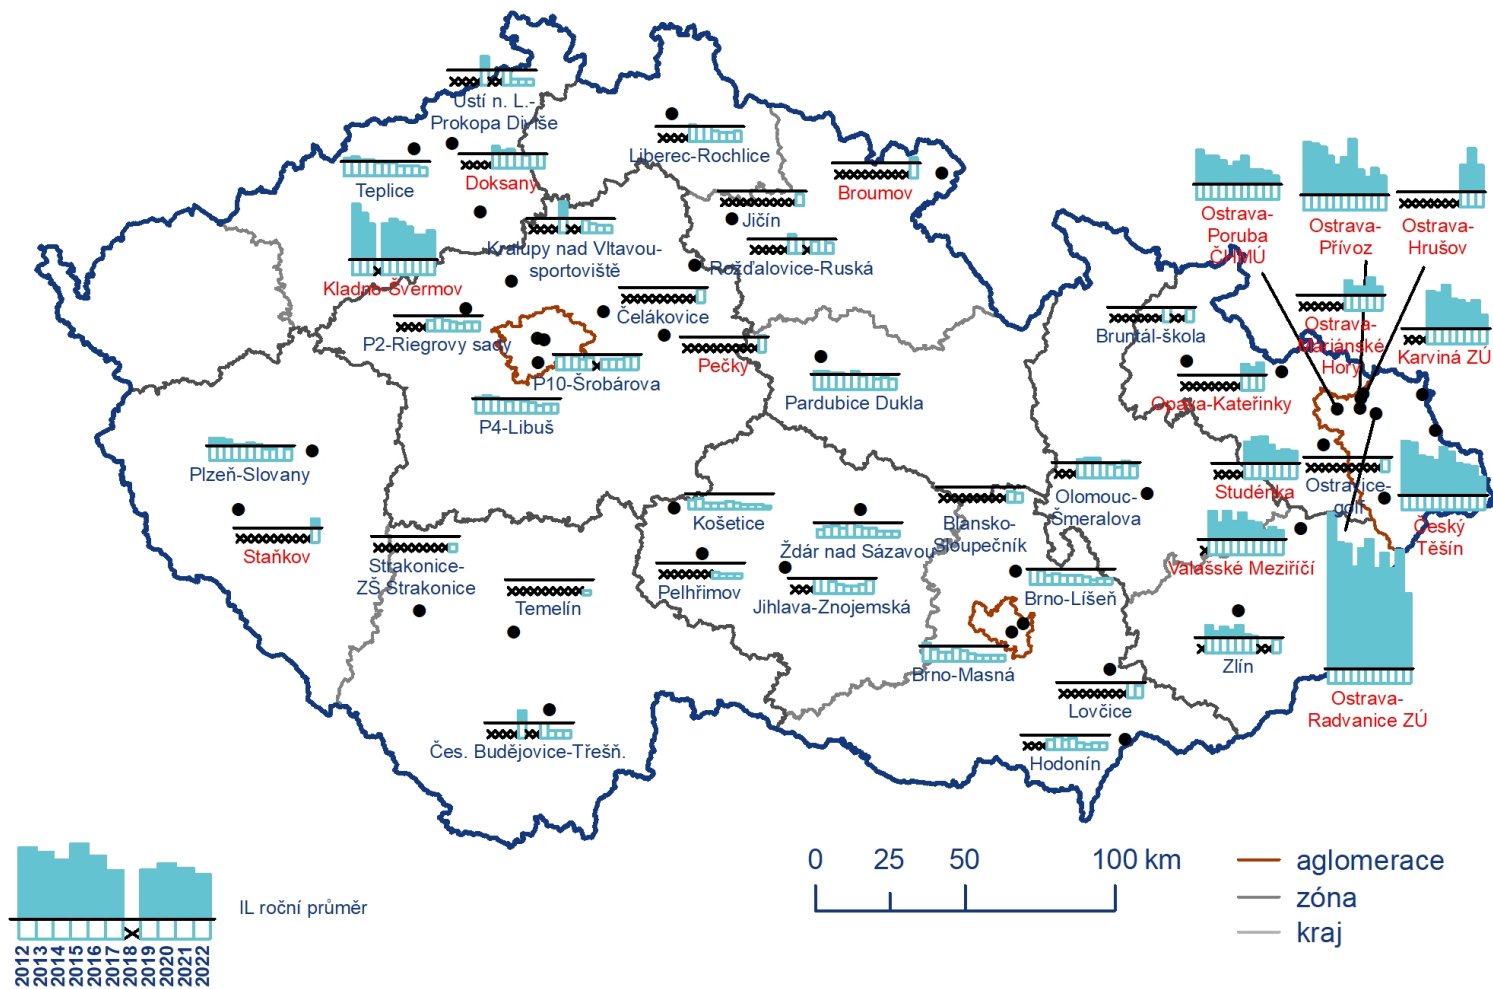 Ústí n. L.-
Prokopa Diviše
Teplice
Doksany
Liberec-Rochlice
Broumov
Jičín
Kralupy nad Vltavou-
sportoviště
Rožďalovice-Ruská
Kladno-Švermov
Čelákovice
P2-Riegrovy sady
Pečky
P10-Šrobárova
P4-Libuš
Pardubice Dukla
Bruntál-škola
Opava-Kateřinky
Ostrava-
Poruba
ČHMÚ
Ostrava-
Přívoz
Ostrava-
Hrušov
Ostrava-
Mariánské
Hory
Karviná ZÚ
Plzeň-Slovany
Staňkov
Strakonice-
ZŠ Strakonice
Temelín
Košetice
Pelhřimov
Ždár nad Sázavou
Jihlava-Znojemská
Blansko-
Sloupečník
Olomouc-
Šmeralova
Studénka
Ostravice-
golf
Český
Těšín
Valašské Meziříčí
Brno-Líšeň
Brno-Masná
Zlín
Lovčice
Hodonín
Ostrava-
Radvanice ZÚ
Čes. Budějovice-Třešň.
IL roční průměr
2012
2013
2014
2015
2016
2017
2018
2019
2020
2021
2022
0 25 50 100 km
aglomerace
zóna
kraj